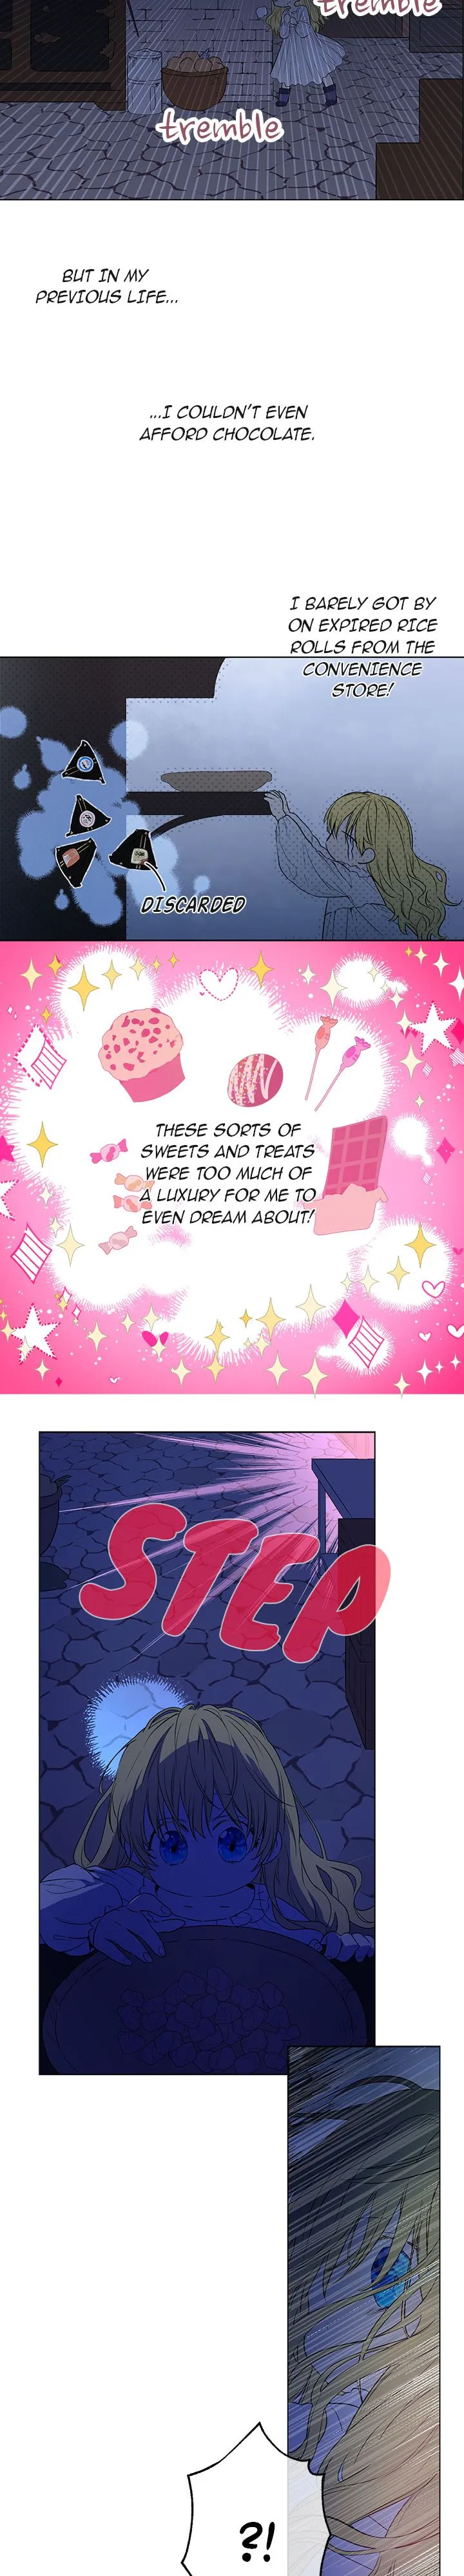 tremble
tremble
BUT IN MY
PREVIOUS LIFE...
...I COULDN'T EVEN
AFFORD CHOCOLATE.
I BARELY GOT BY
ON EXPIRED RICE
ROLLS FROM THE
CONVENIENCE
STORE!
DISCARDED
THESE SORTS OF
SWEETS AND TREATS
WERE TOO MUCH OF
A LUXURY FOR ME TO
EVEN DREAM ABOUT!
STEP
?!